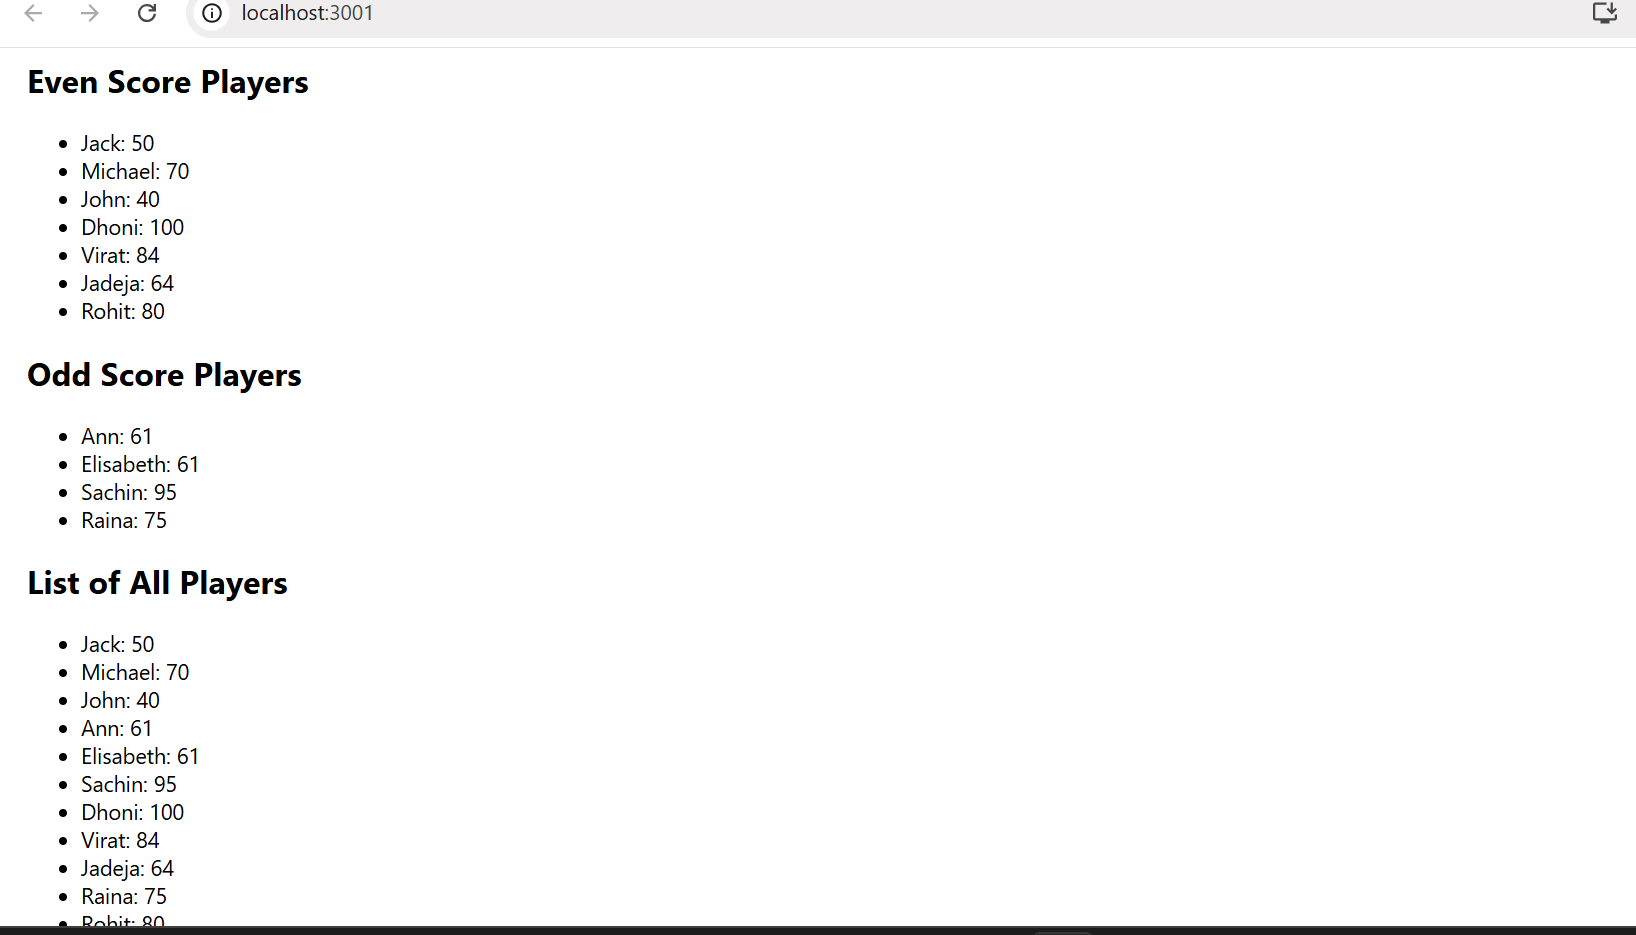 localhost:3001
Even Score Players
Jack: 50
Michael: 70
John: 40
Dhoni: 100
Virat: 84
Jadeja: 64
Rohit: 80
Odd Score Players
Ann: 61
Elisabeth: 61
Sachin: 95
Raina: 75
List of All Players
Jack: 50
Michael: 70
John: 40
Ann: 61
Elisabeth: 61
Sachin: 95
Dhoni: 100
Virat: 84
Jadeja: 64
Raina: 75
Rohit: 80